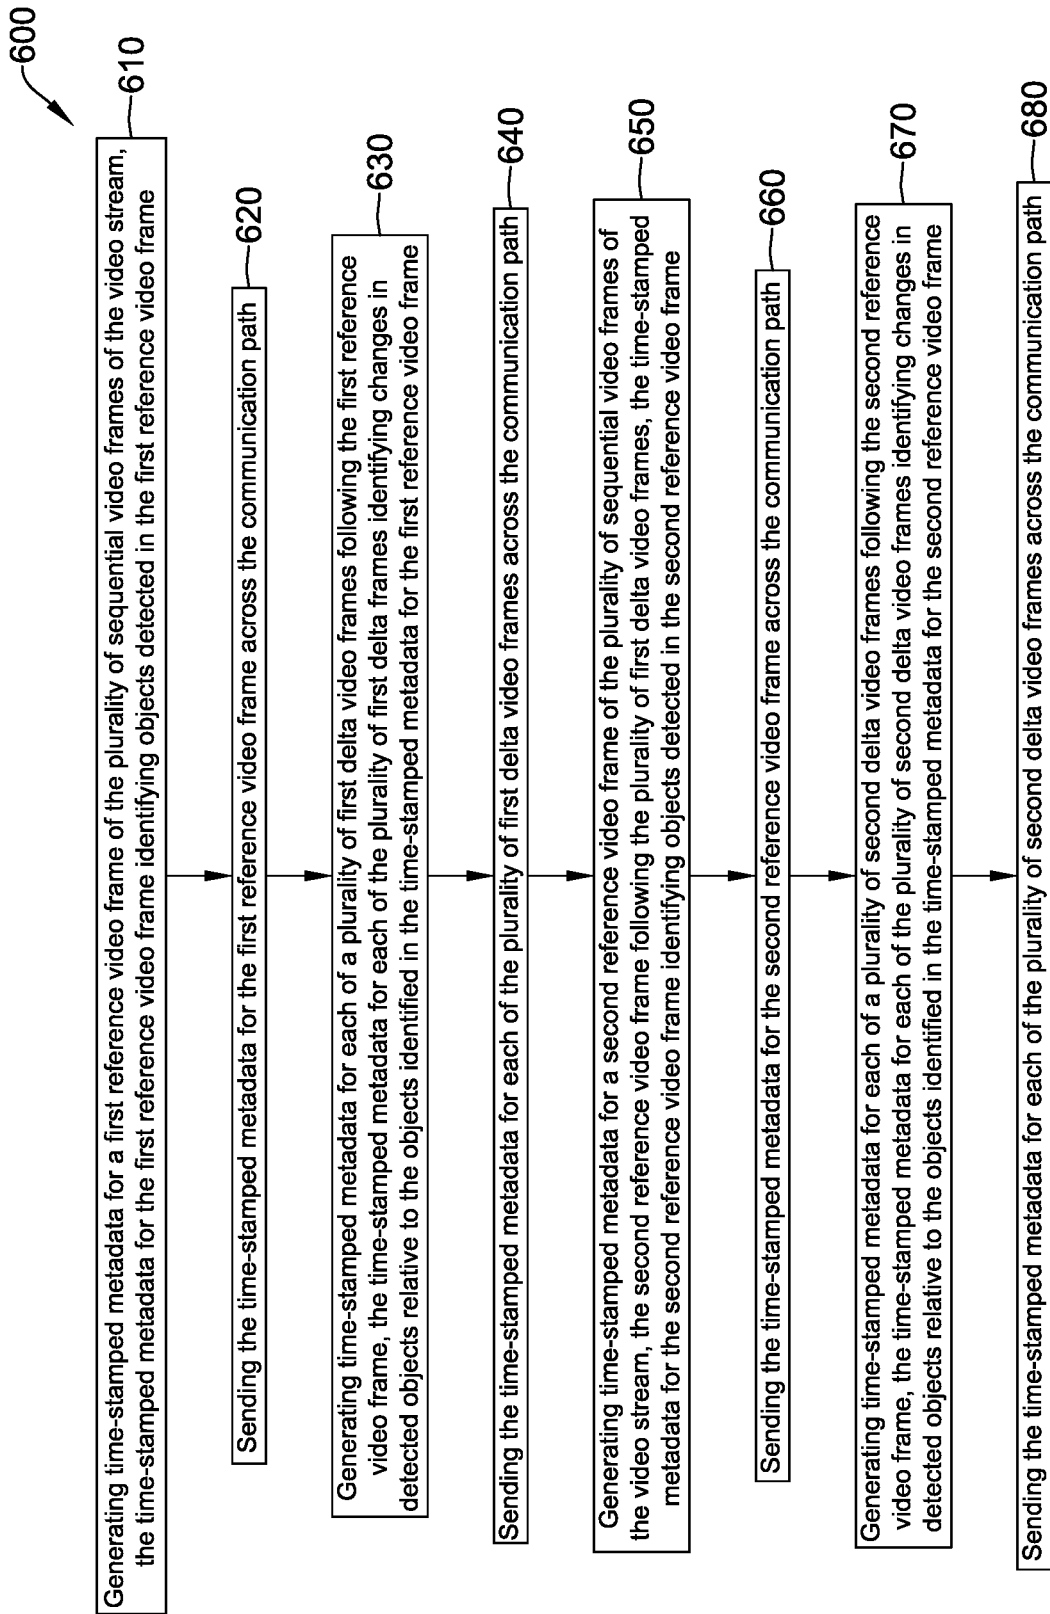 600
Generating time-stamped metadata for a first reference video frame of the plurality of sequential video frames of the video stream,
the time-stamped metadata for the first reference video frame identifying objects detected in the first reference video frame
610
Sending the time-stamped metadata for the first reference video frame across the communication path
620
Generating time-stamped metadata for each of a plurality of first delta video frames following the first reference
video frame, the time-stamped metadata for each of the plurality of first delta frames identifying changes in
detected objects relative to the objects identified in the time-stamped metadata for the first reference video frame
630
Sending the time-stamped metadata for each of the plurality of first delta video frames across the communication path
640
Generating time-stamped metadata for a second reference video frame of the plurality of sequential video frames of
the video stream, the second reference video frame following the plurality of first delta video frames, the time-stamped
metadata for the second reference video frame identifying objects detected in the second reference video frame
650
Sending the time-stamped metadata for the second reference video frame across the communication path
660
Generating time-stamped metadata for each of a plurality of second delta video frames following the second reference
video frame, the time-stamped metadata for each of the plurality of second delta video frames identifying changes in
detected objects relative to the objects identified in the time-stamped metadata for the second reference video frame
670
Sending the time-stamped metadata for each of the plurality of second delta video frames across the communication path
680